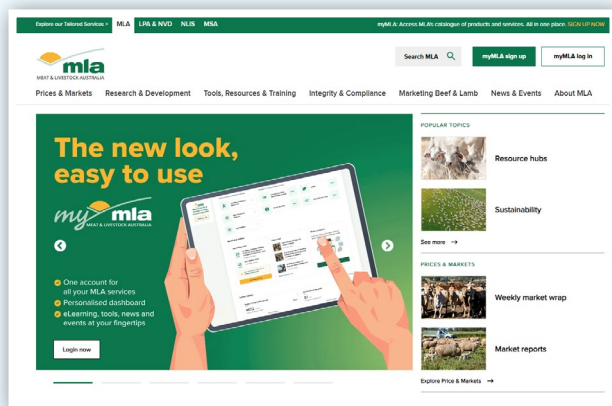 Explore our Tailored Services >
MLA
LPA & NVD
NLIS
MSA
myMLA: Access MLA's catalogue of products and services. All in one place. SIGN UP NOW
mla
MEAT & LIVESTOCK AUSTRALIA
Search MLA
myMLA sign up
myMLA log in
Prices & Markets
Research & Development
Tools, Resources & Training
Integrity & Compliance
Marketing Beef & Lamb
News & Events
About MLA
The new look,
easy to use
my mla
MEAT & LIVESTOCK AUSTRALIA
One account for
all your MLA services
Personalised dashboard
eLearning, tools, news and
events at your fingertips
Login now
POPULAR TOPICS
Resource hubs
Sustainability
See more →
PRICES & MARKETS
Weekly market wrap
Market reports
Explore Price & Markets →